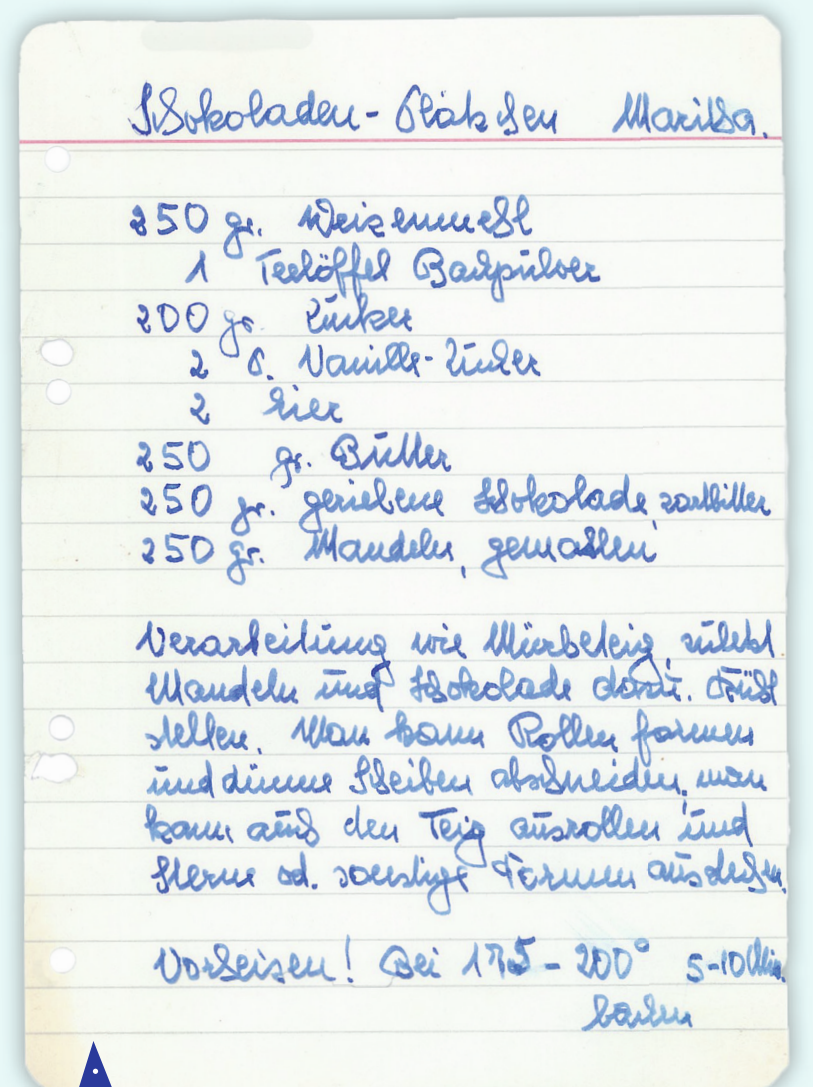 Schokoladen-Plätzchen Mariha.
250 gr. Weizenmehl
1 Teelöffel Backpulver
200 gr. Zucker
2 P. Vanille-Zucker
2 Eier
250 gr. Butter
250 gr. geriebene Schokolade, zartbitter
250 gr. Mandeln, gemahlen
Verarbeitung wie Mürbeteig, zuletzt
Mandeln und Schokolade dazu. Kühl
stellen. Man kann Rollen formen
und dünne Scheiben abschneiden, man
kann auch den Teig ausrollen und
Sterne od. sonstige Formen ausstechen.
Vorheizen! Bei 175-200° 5-10 Min.
backen